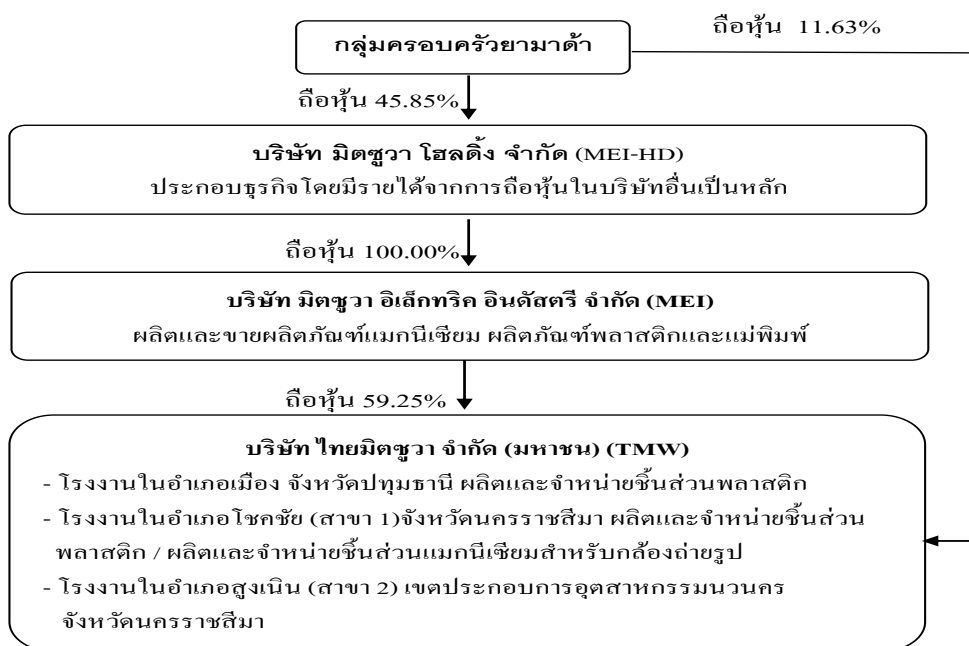 ถือหุ้น 11.63%
กลุ่มครอบครัวยามาด้า
ถือหุ้น 45.85%
บริษัท มิตซูวา โฮลดิ้ง จำกัด (MEI-HD)
ประกอบธุรกิจโดยมีรายได้จากการถือหุ้นในบริษัทอื่นเป็นหลัก
ถือหุ้น 100.00%
บริษัท มิตซูวา อิเล็กทริค อินดัสตรี จำกัด (MEI)
ผลิตและขายผลิตภัณฑ์แมกนีเซียม ผลิตภัณฑ์พลาสติกและแม่พิมพ์
ถือหุ้น 59.25%
บริษัท ไทยมิตซูวา จำกัด (มหาชน) (TMW)
- โรงงานในอำเภอเมือง จังหวัดปทุมธานี ผลิตและจำหน่ายชิ้นส่วนพลาสติก
- โรงงานในอำเภอโชคชัย (สาขา 1)จังหวัดนครราชสีมา ผลิตและจำหน่ายชิ้นส่วน
พลาสติก / ผลิตและจำหน่ายชิ้นส่วนแมกนีเซียมสำหรับกล้องถ่ายรูป
- โรงงานในอำเภอสูงเนิน (สาขา 2) เขตประกอบการอุตสาหกรรมนวนคร
จังหวัดนครราชสีมา